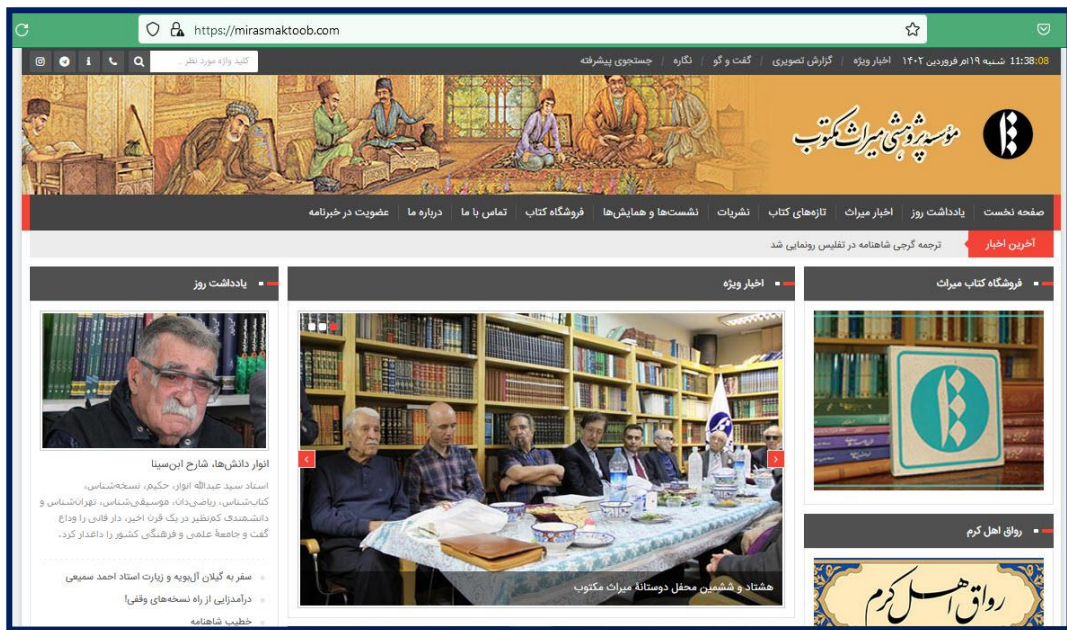 https://mirasmaktoob.com
11:38:08 شنبه ۱۹ام فروردین ۱۴۰۲ اخبار ویژه / گزارش تصویری / گفت و گو / نگاره / جستجوی پیشرفته
کلید واژه مورد نظر ..
مؤسسه پژوهشی میراث مکتوب
صفحه نخست یادداشت روز اخبار میراث تازه‌های کتاب نشریات نشست‌ها و همایش‌ها فروشگاه کتاب تماس با ما درباره ما عضویت در خبرنامه
آخرین اخبار ترجمه گرجی شاهنامه در تفلیس رونمایی شد
فروشگاه کتاب میراث
رواق اهل کرم
رواق اهل کرم
اخبار ویژه
هشتاد و ششمین محفل دوستانهٔ میراث مکتوب
یادداشت روز
انوار دانش‌ها، شارح ابن‌سینا
استاد سید عبدالله انوار، حکیم، نسخه‌شناس،
کتاب‌شناس، ریاضی‌دان، موسیقی‌شناس، تهران‌شناس و
دانشمندی کم‌نظیر در یک قرن اخیر، دار فانی را وداع
گفت و جامعهٔ علمی و فرهنگی کشور را داغدار کرد.
سفر به گیلان آل‌بویه و زیارت استاد احمد سمیعی
درآمدزایی از راه نسخه‌های وقفی!
خطیب شاهنامه